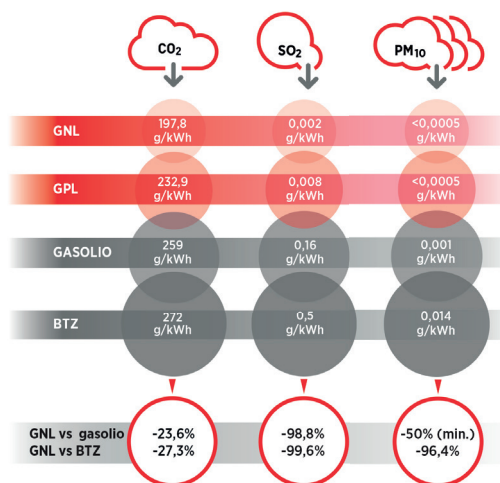 CO₂ SO₂ PM₁₀
GNL 197,8 g/kWh 0,002 g/kWh <0,0005 g/kWh
GPL 232,9 g/kWh 0,008 g/kWh <0,0005 g/kWh
GASOLIO 259 g/kWh 0,16 g/kWh 0,001 g/kWh
BTZ 272 g/kWh 0,5 g/kWh 0,014 g/kWh
GNL vs gasolio -23,6% -98,8% -50% (min.)
GNL vs BTZ -27,3% -99,6% -96,4%